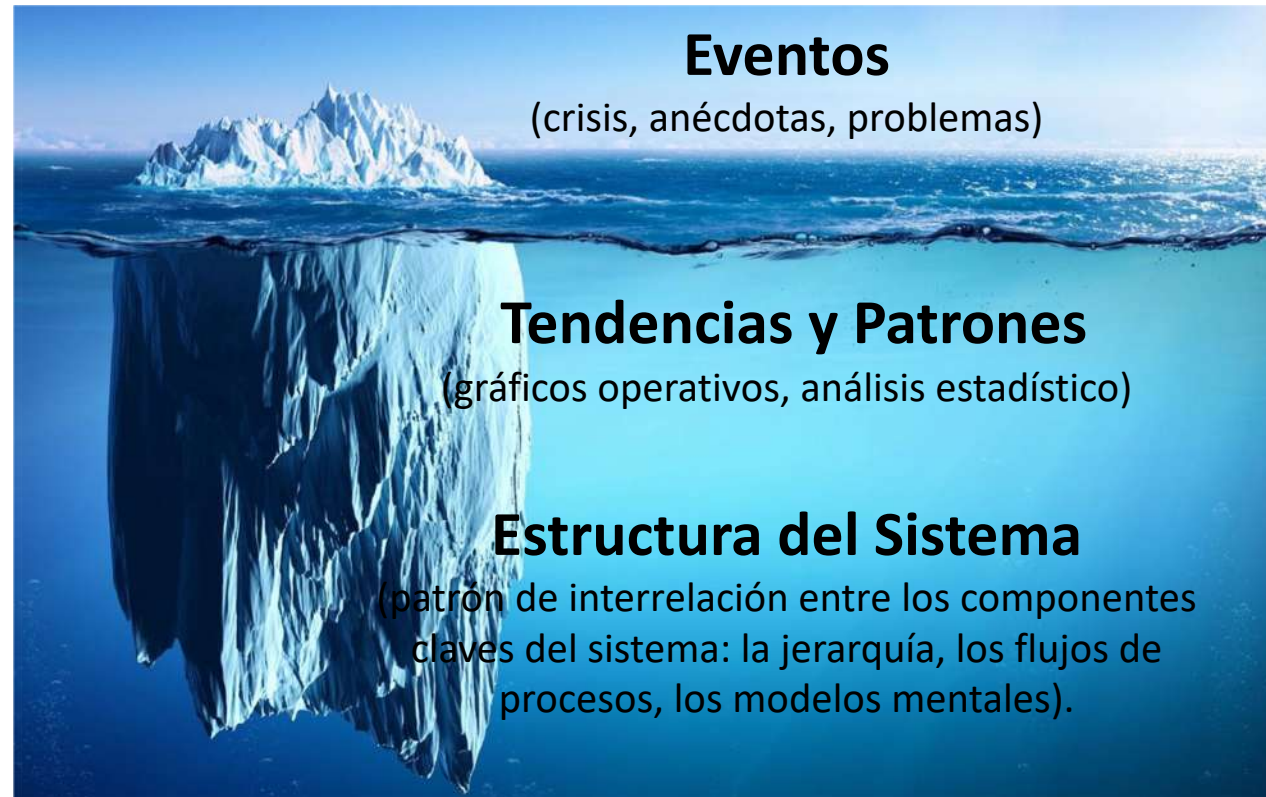 Eventos
(crisis, anécdotas, problemas)
Tendencias y Patrones
(gráficos operativos, análisis estadístico)
Estructura del Sistema
(patrón de interrelación entre los componentes
claves del sistema: la jerarquía, los flujos de
procesos, los modelos mentales).